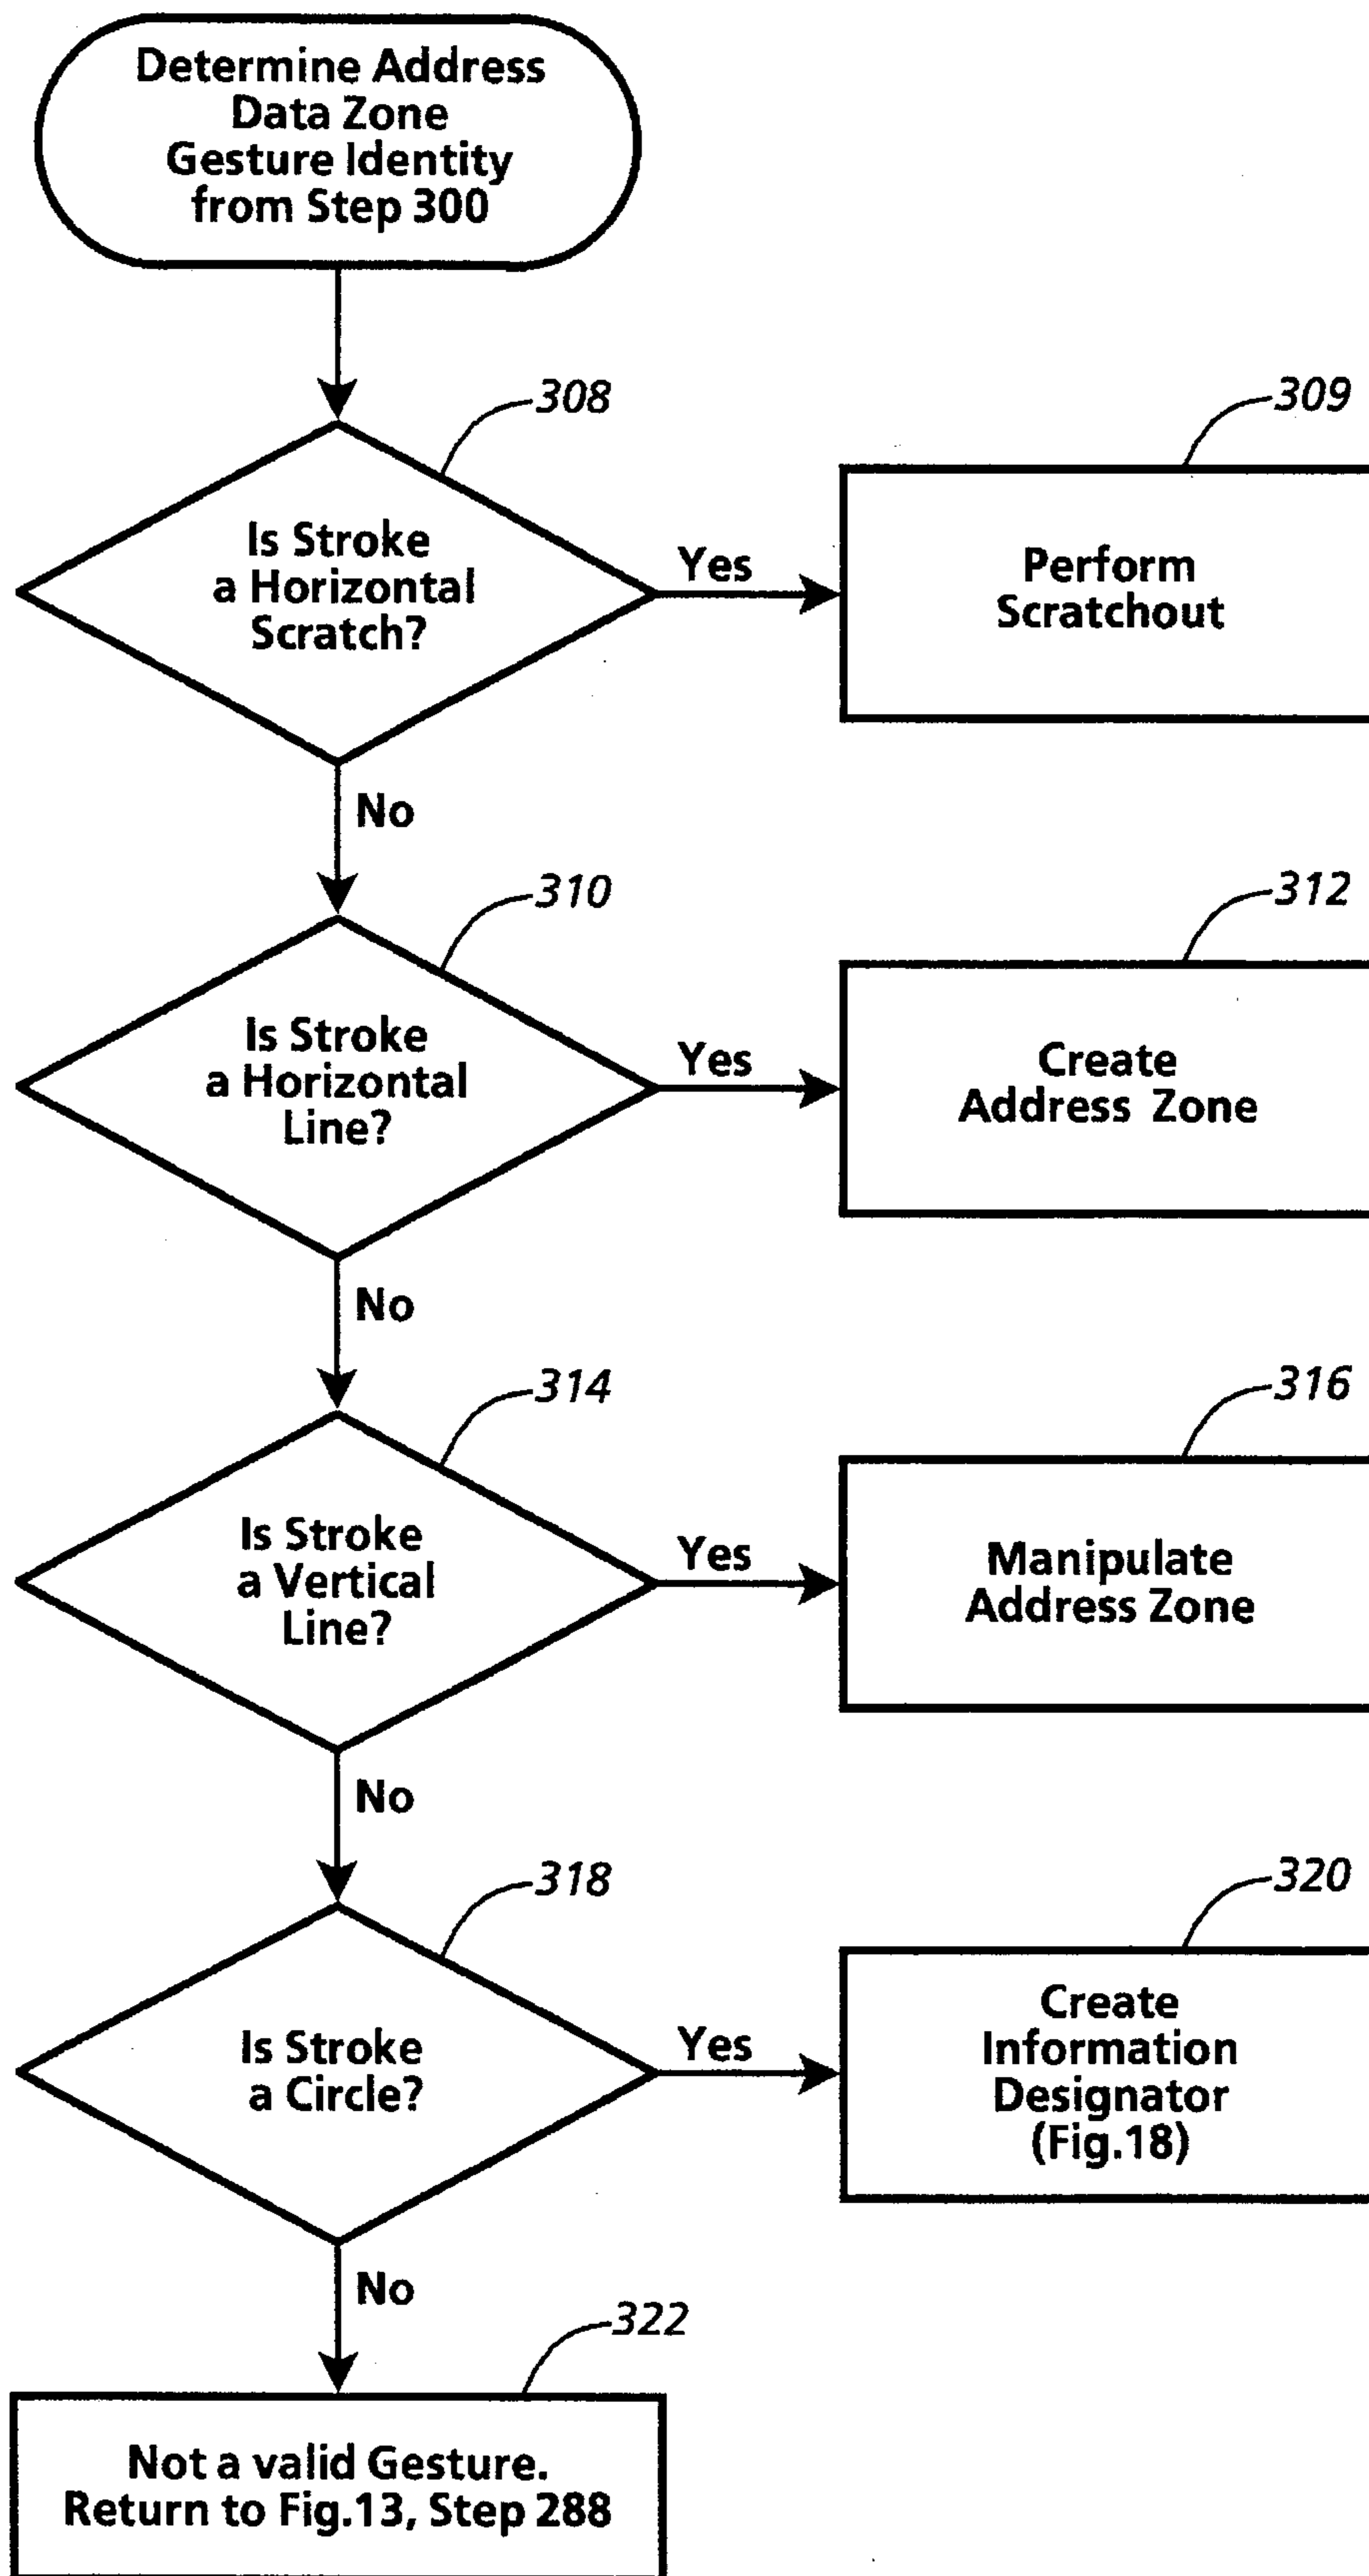 Determine Address
Data Zone
Gesture Identity
from Step 300
308
309
Is Stroke
a Horizontal
Scratch?
Yes
Perform
Scratchout
No
310
312
Is Stroke
a Horizontal
Line?
Yes
Create
Address Zone
No
314
316
Is Stroke
a Vertical
Line?
Yes
Manipulate
Address Zone
No
318
320
Is Stroke
a Circle?
Yes
Create
Information
Designator
(Fig.18)
No
322
Not a valid Gesture.
Return to Fig.13, Step 288